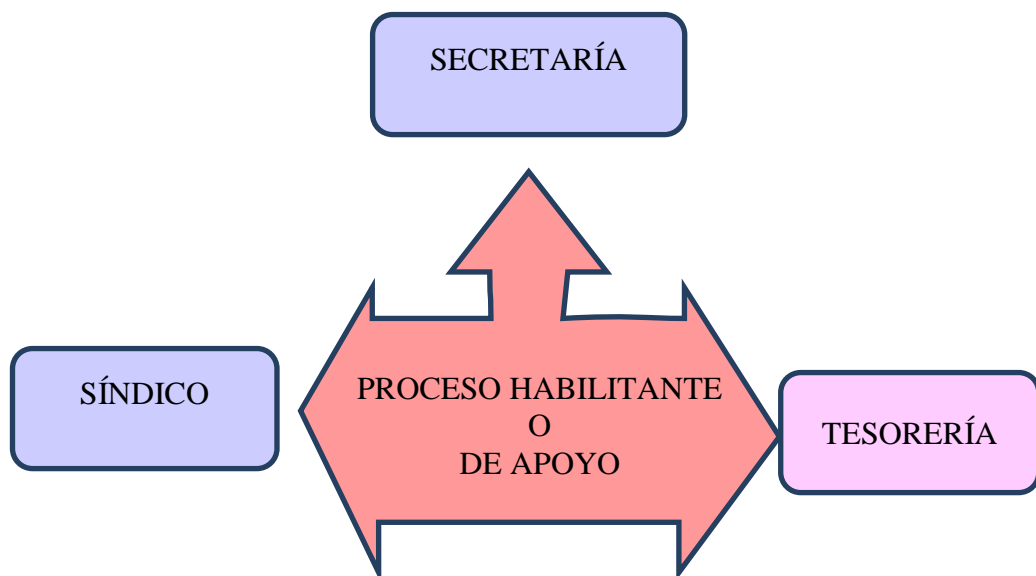 SECRETARÍA
SÍNDICO
PROCESO HABILITANTE
O
DE APOYO
TESORERÍA